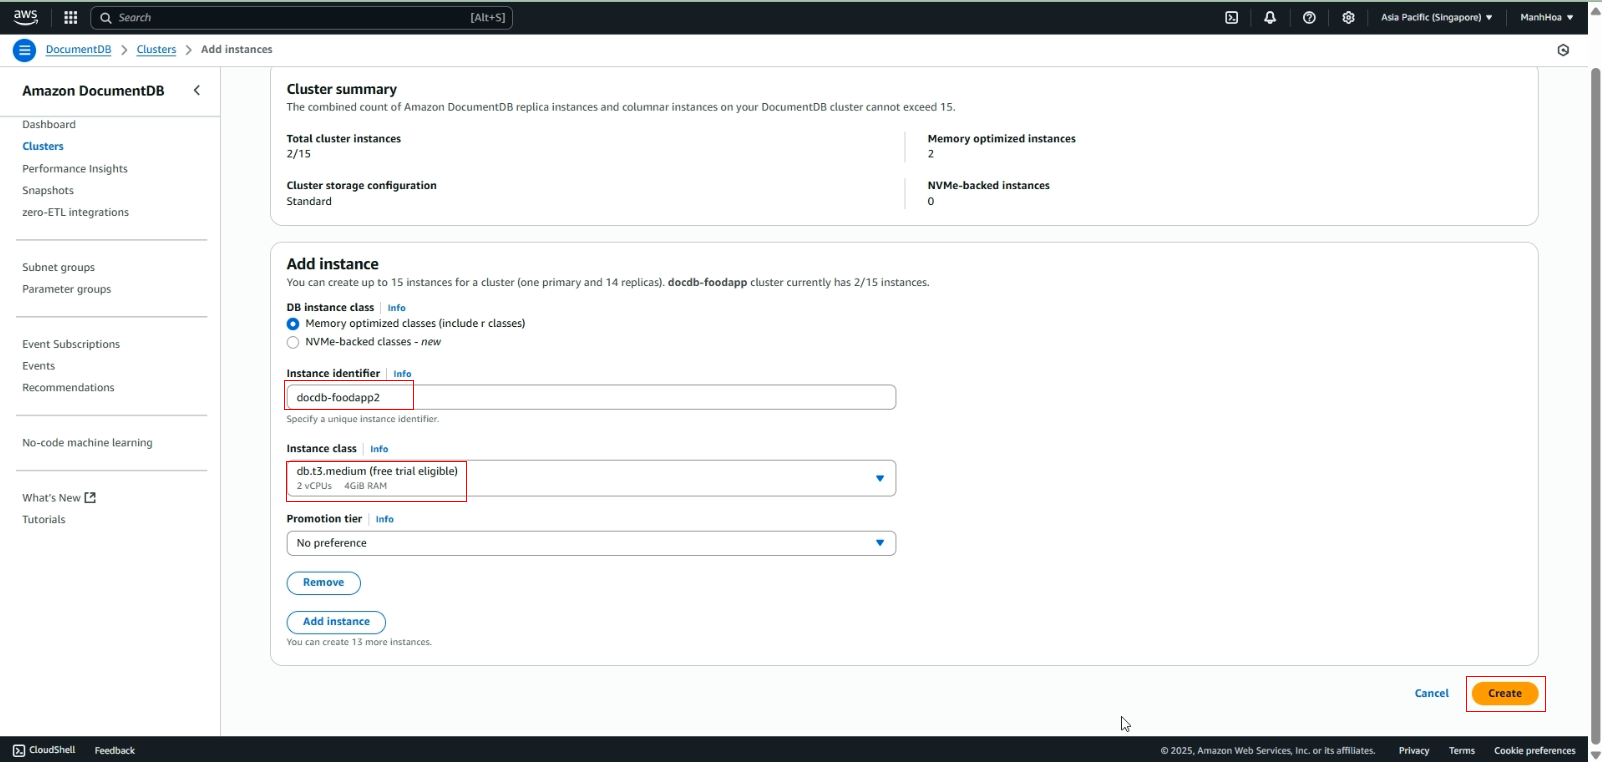 aws
Search
[Alt+S]
Asia Pacific (Singapore)
ManhHoa
DocumentDB
Clusters
Add instances
Amazon DocumentDB
Dashboard
Clusters
Performance Insights
Snapshots
zero-ETL integrations
Subnet groups
Parameter groups
Event Subscriptions
Events
Recommendations
No-code machine learning
What's New
Tutorials
Cluster summary
The combined count of Amazon DocumentDB replica instances and columnar instances on your DocumentDB cluster cannot exceed 15.
Total cluster instances
2/15
Memory optimized instances
2
Cluster storage configuration
Standard
NVMe-backed instances
0
Add instance
You can create up to 15 instances for a cluster (one primary and 14 replicas). docdb-foodapp cluster currently has 2/15 instances.
DB instance class Info
Memory optimized classes (include r classes)
NVMe-backed classes - new
Instance identifier Info
docdb-foodapp2
Specify a unique instance identifier.
Instance class Info
db.t3.medium (free trial eligible)
2 vCPUs 4GiB RAM
Promotion tier Info
No preference
Remove
Add instance
You can create 13 more instances.
Cancel
Create
CloudShell
Feedback
© 2025, Amazon Web Services, Inc. or its affiliates.
Privacy
Terms
Cookie preferences